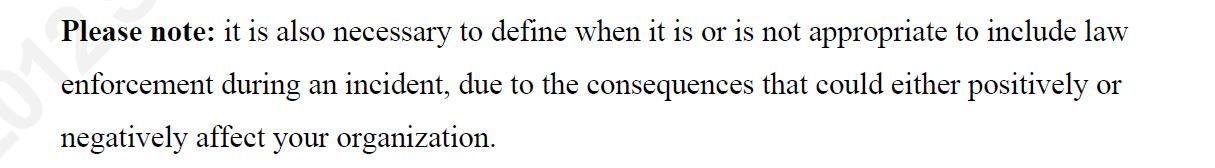 Please note: it is also necessary to define when it is or is not appropriate to include law
enforcement during an incident, due to the consequences that could either positively or
negatively affect your organization.